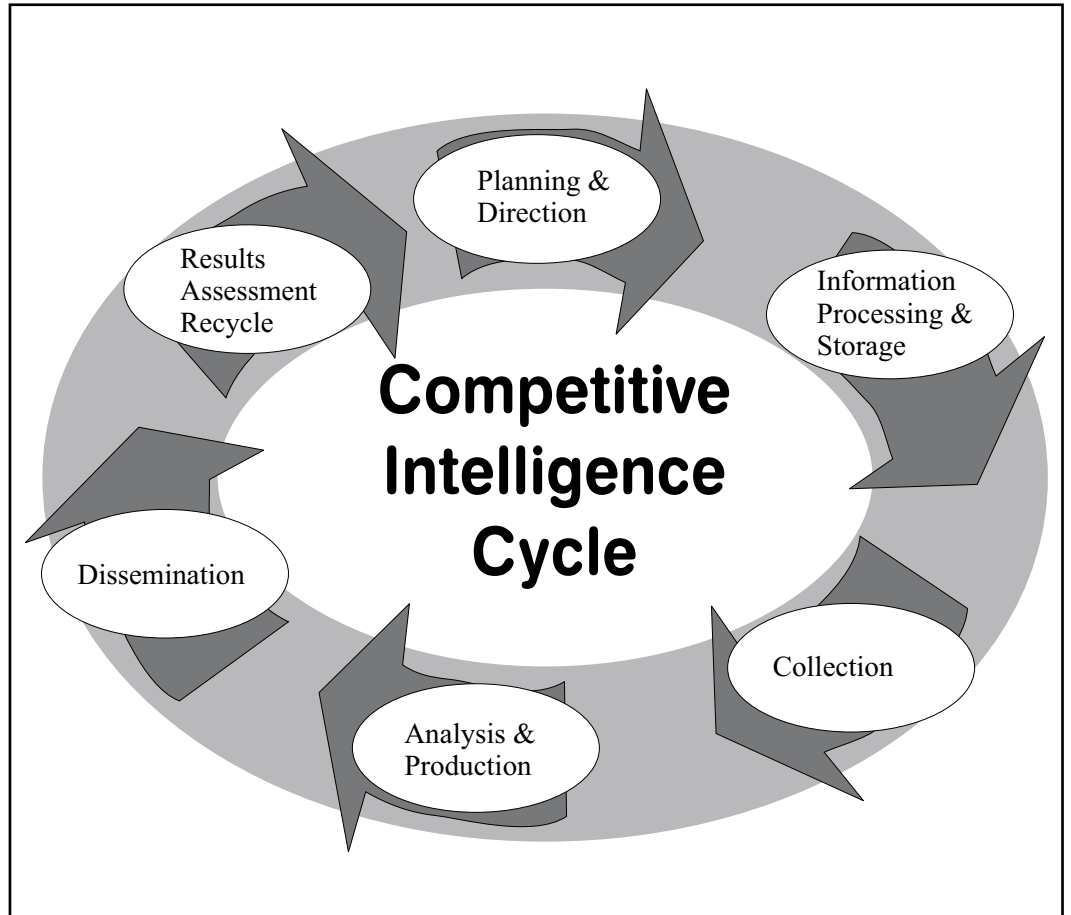 Planning &
Direction
Information
Processing &
Storage
Collection
Analysis &
Production
Dissemination
Results
Assessment
Recycle
Competitive
Intelligence
Cycle